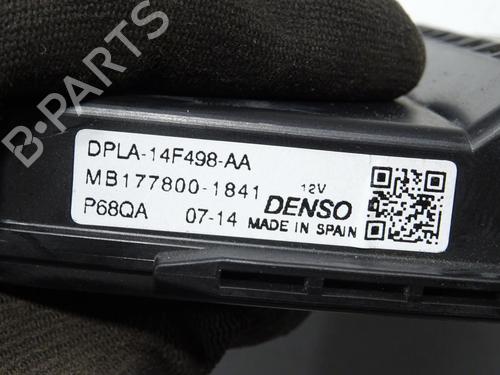 B-PARTS
DPLA-14F498-AA
MB177800-1841 12V
P68QA 07-14 DENSO
MADE IN SPAIN